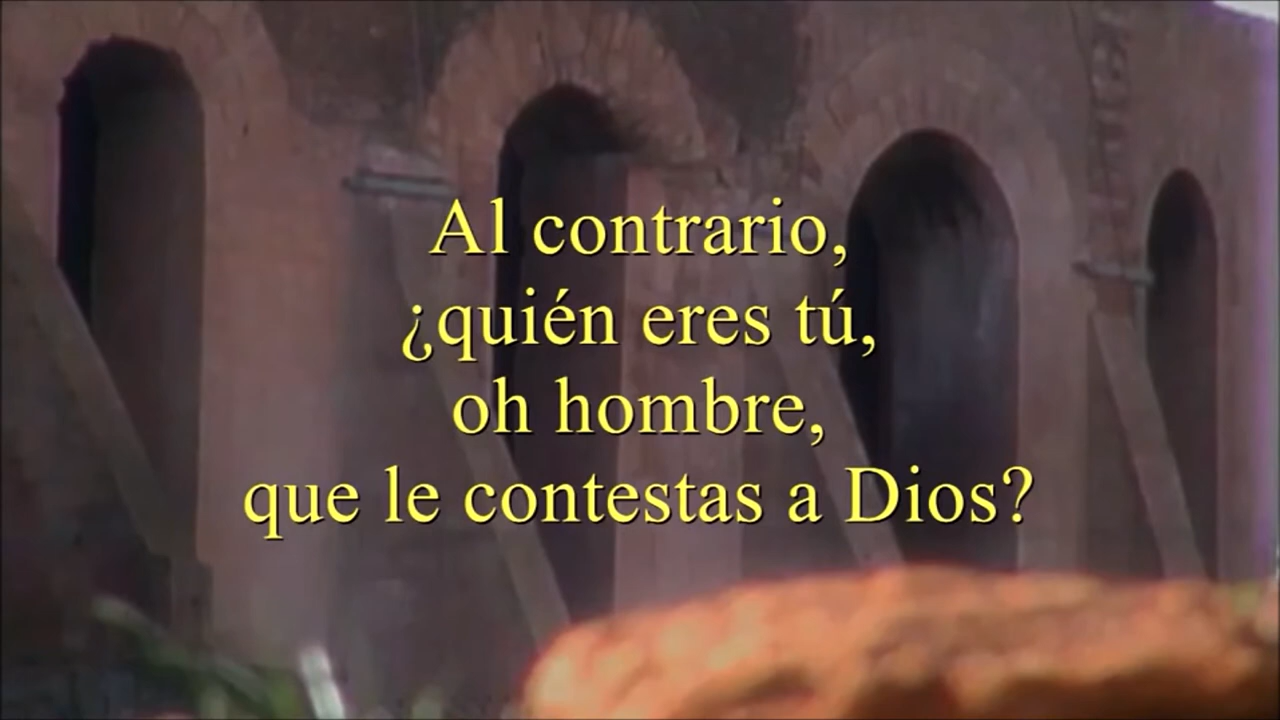 Al contrario,
¿quién eres tú,
oh hombre,
que le contestas a Dios?